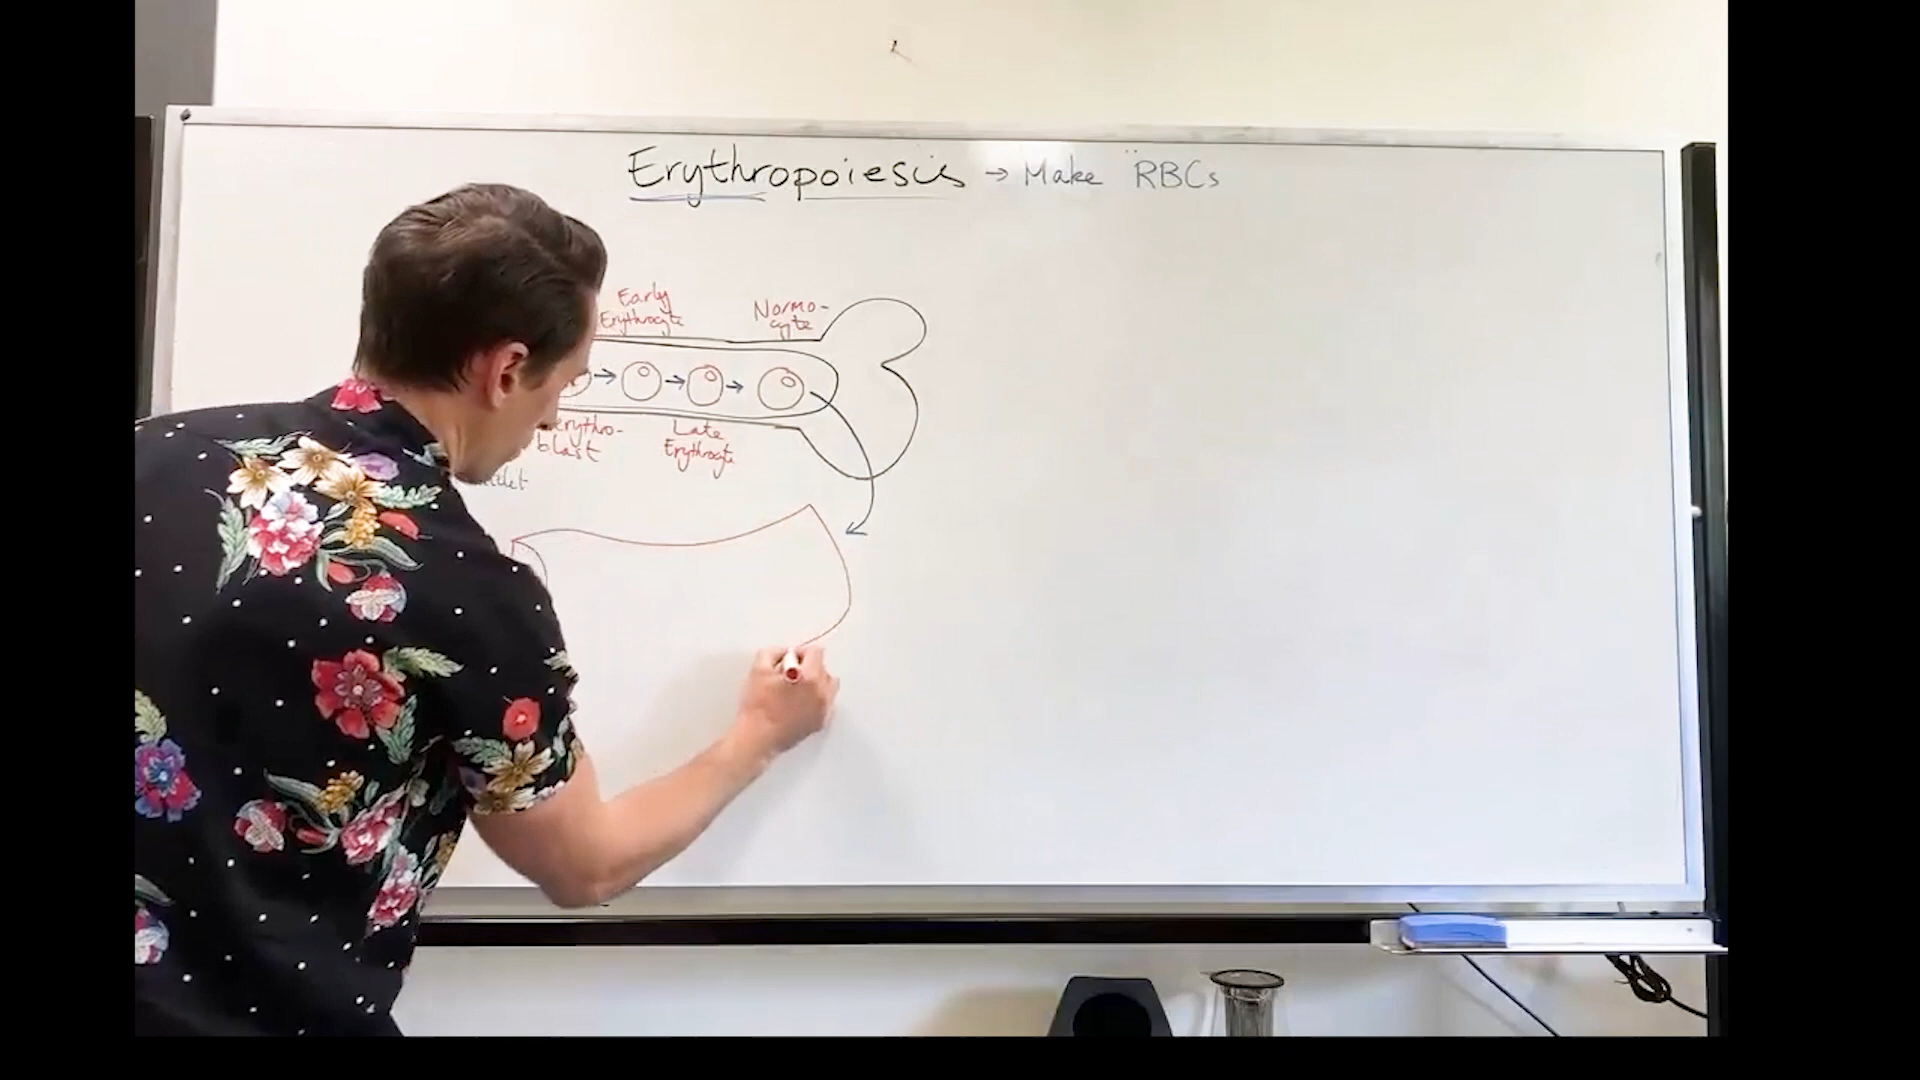 Erythropoiesis → Make RBCs
Early
Erythrocyte
Normo-
cyte
erythro-
blast
Late
Erythrocyte